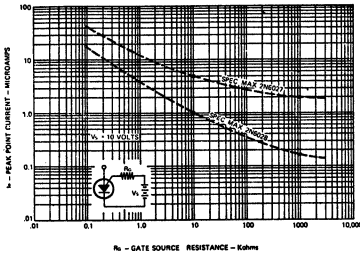 100
10
1.0
0.1
.01
Ip – PEAK POINT CURRENT – MICROAMPS
SPEC MAX 2N6027
SPEC MAX 2N6028
VS = 10 VOLTS
RG
VS
.01 0.1 1.0 10 100 1000 10,000
RG – GATE SOURCE RESISTANCE – Kohms